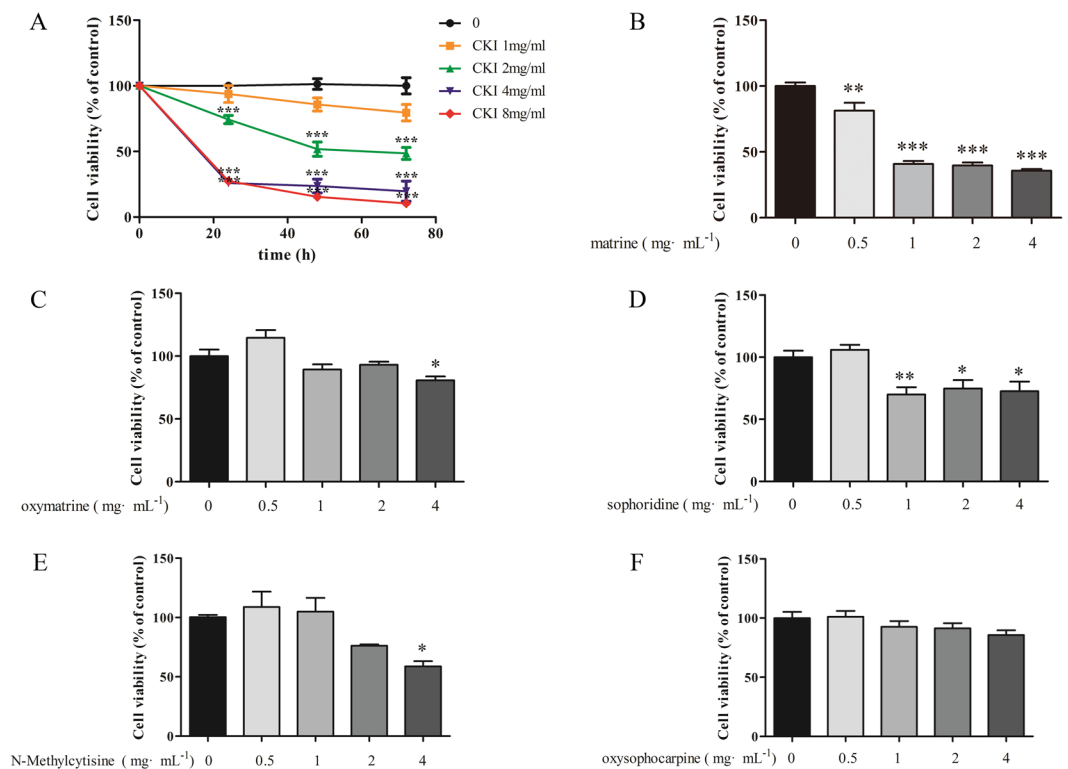 A
Cell viability (% of control)
150
100
50
0
0 20 40 60 80
time (h)
***
***
***
***
***
***
***
***
***
0
CKI 1mg/ml
CKI 2mg/ml
CKI 4mg/ml
CKI 8mg/ml
B
Cell viability (% of control)
150
100
50
0
** *** *** ***
matrine ( mg· mL-1) 0 0.5 1 2 4
C
Cell viability (% of control)
150
100
50
0
*
oxymatrine ( mg· mL-1) 0 0.5 1 2 4
D
Cell viability (% of control)
150
100
50
0
** * *
sophoridine ( mg· mL-1) 0 0.5 1 2 4
E
Cell viability (% of control)
150
100
50
0
*
N-Methylcytisine ( mg· mL-1) 0 0.5 1 2 4
F
Cell viability (% of control)
150
100
50
0
oxysophocarpine ( mg· mL-1) 0 0.5 1 2 4